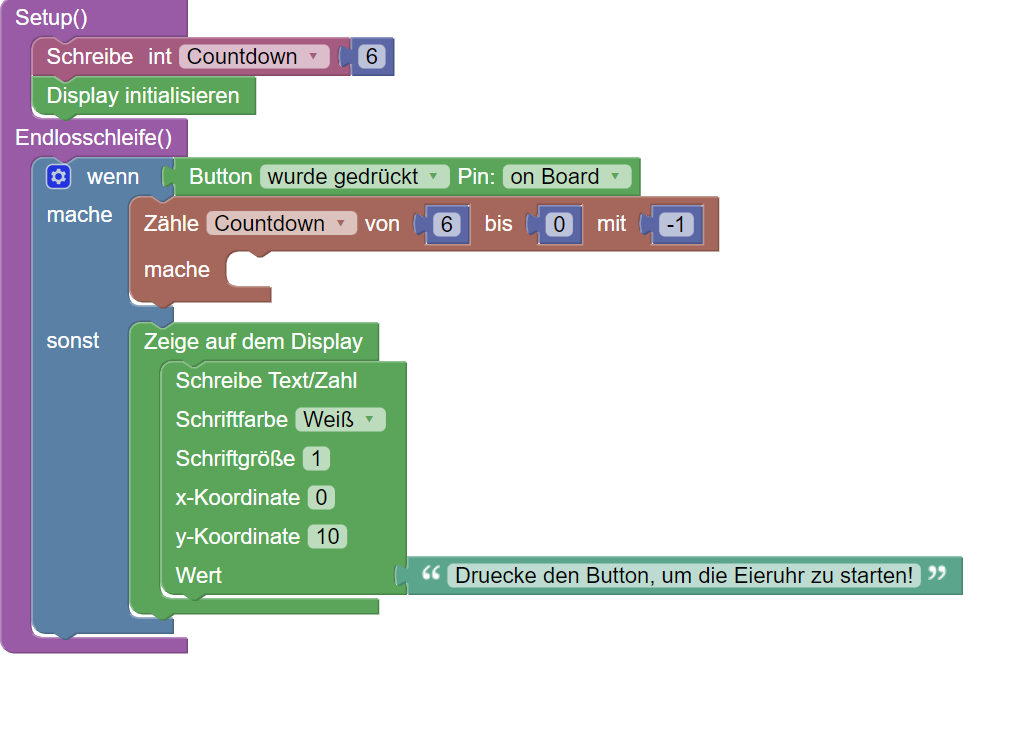 Setup()
Schreibe int Countdown 6
Display initialisieren
Endlosschleife()
wenn Button wurde gedrückt Pin: on Board
mache Zähle Countdown von 6 bis 0 mit -1
mache
sonst Zeige auf dem Display
Schreibe Text/Zahl
Schriftfarbe Weiß
Schriftgröße 1
x-Koordinate 0
y-Koordinate 10
Wert “ Druecke den Button, um die Eieruhr zu starten! ”